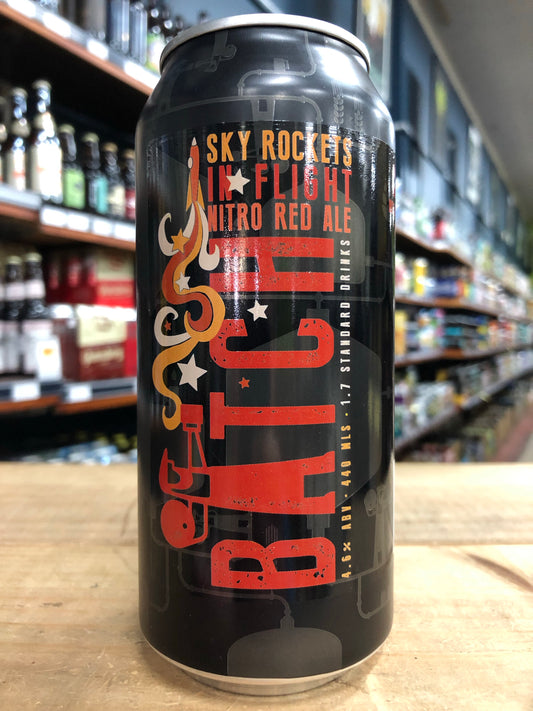 SKY ROCKETS
IN FLIGHT
NITRO RED ALE
BATCH
4.6% ABV · 440 MLS · 1.7 STANDARD DRINKS